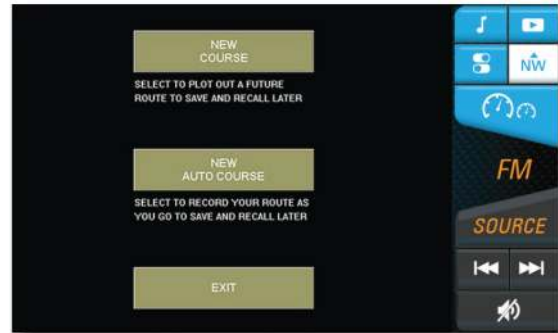 NEW
COURSE
SELECT TO PLOT OUT A FUTURE
ROUTE TO SAVE AND RECALL LATER
NEW
AUTO COURSE
SELECT TO RECORD YOUR ROUTE AS
YOU GO TO SAVE AND RECALL LATER
EXIT
NW
FM
SOURCE